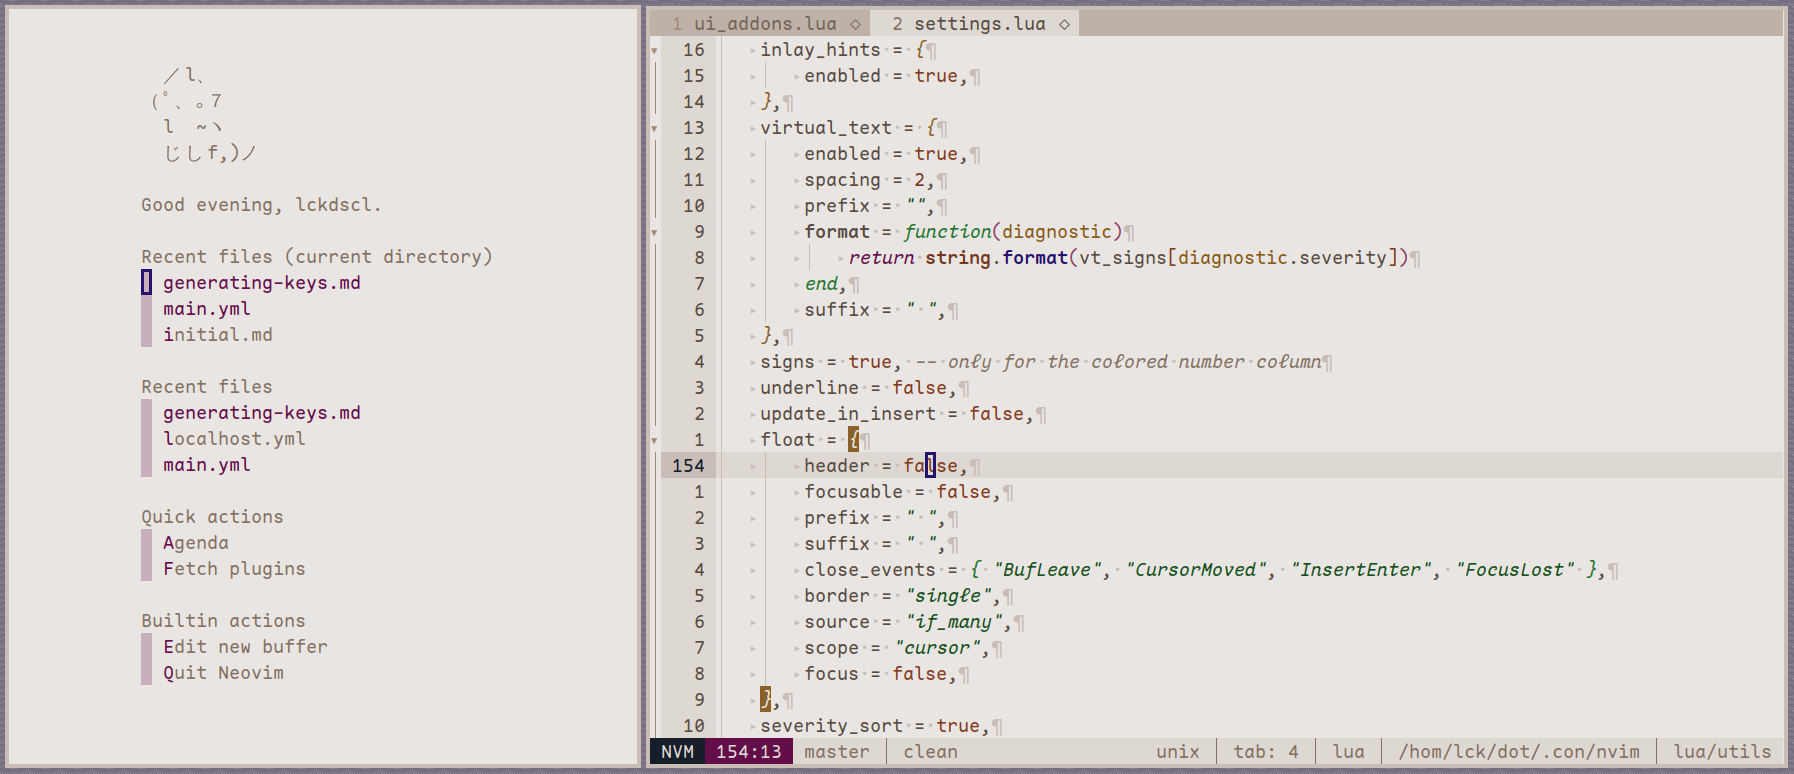 ／l、
(ﾟ､ 。7
l ~ヽ
じしf,)ノ
Good evening, lckdscl.
Recent files (current directory)
generating-keys.md
main.yml
initial.md
Recent files
generating-keys.md
localhost.yml
main.yml
Quick actions
Agenda
Fetch plugins
Builtin actions
Edit new buffer
Quit Neovim
1 ui_addons.lua ◇ 2 settings.lua ◇
16 inlay_hints = {¶
15 enabled = true,¶
14 },¶
13 virtual_text = {¶
12 enabled = true,¶
11 spacing = 2,¶
10 prefix = "",¶
9 format = function(diagnostic)¶
8 return string.format(vt_signs[diagnostic.severity])¶
7 end,¶
6 suffix = " ",¶
5 },¶
4 signs = true, -- only for the colored number column¶
3 underline = false,¶
2 update_in_insert = false,¶
1 float = {¶
154 header = false,¶
1 focusable = false,¶
2 prefix = " ",¶
3 suffix = " ",¶
4 close_events = { "BufLeave", "CursorMoved", "InsertEnter", "FocusLost" },¶
5 border = "single",¶
6 source = "if_many",¶
7 scope = "cursor",¶
8 focus = false,¶
9 },¶
10 severity_sort = true,¶
NVM 154:13 master clean unix tab: 4 lua /hom/lck/dot/.con/nvim lua/utils